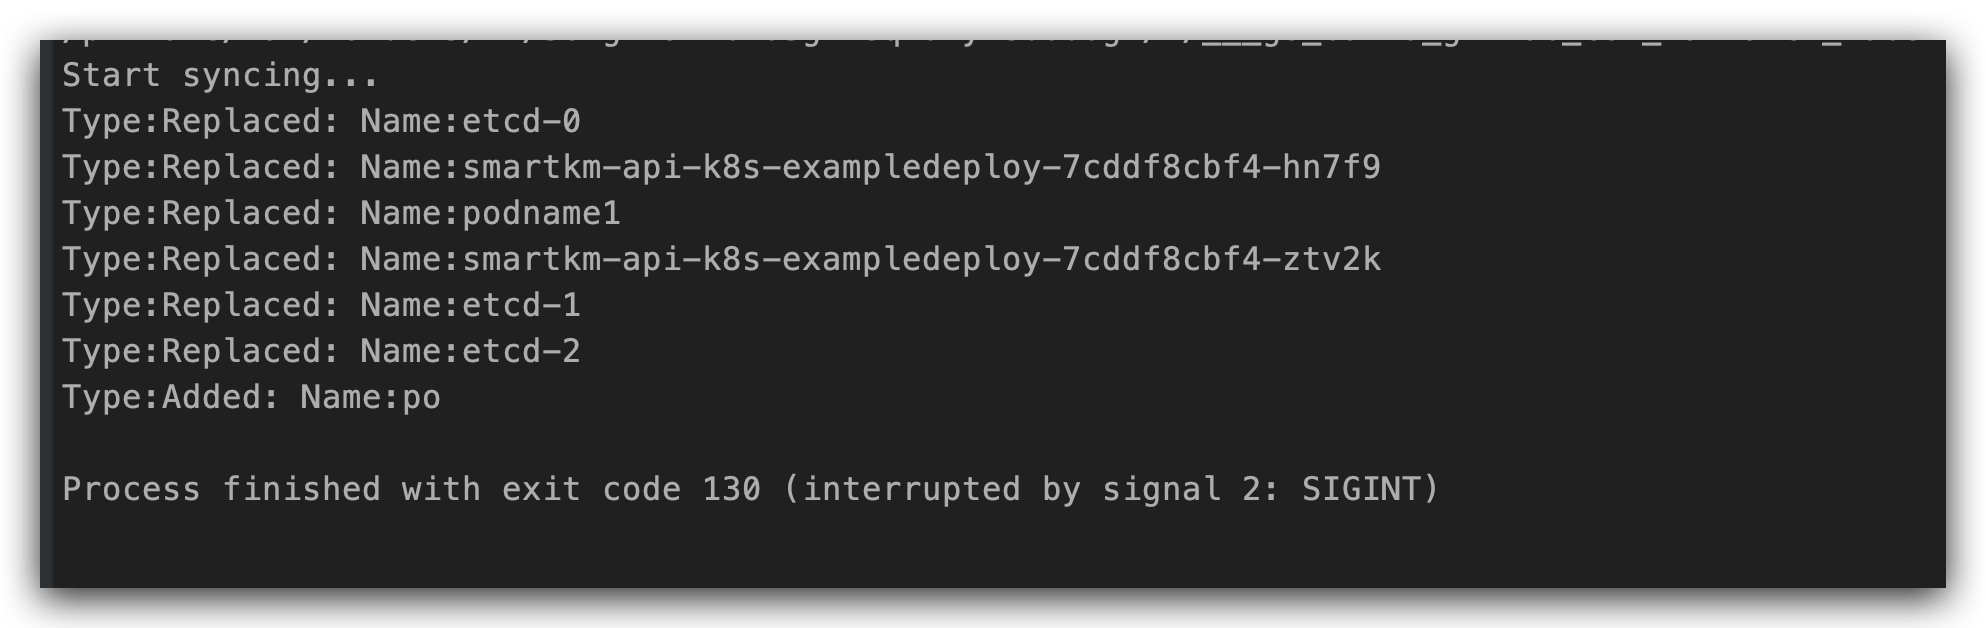 Start syncing...
Type:Replaced: Name:etcd-0
Type:Replaced: Name:smartkm-api-k8s-exampledeploy-7cddf8cbf4-hn7f9
Type:Replaced: Name:podname1
Type:Replaced: Name:smartkm-api-k8s-exampledeploy-7cddf8cbf4-ztv2k
Type:Replaced: Name:etcd-1
Type:Replaced: Name:etcd-2
Type:Added: Name:po
Process finished with exit code 130 (interrupted by signal 2: SIGINT)